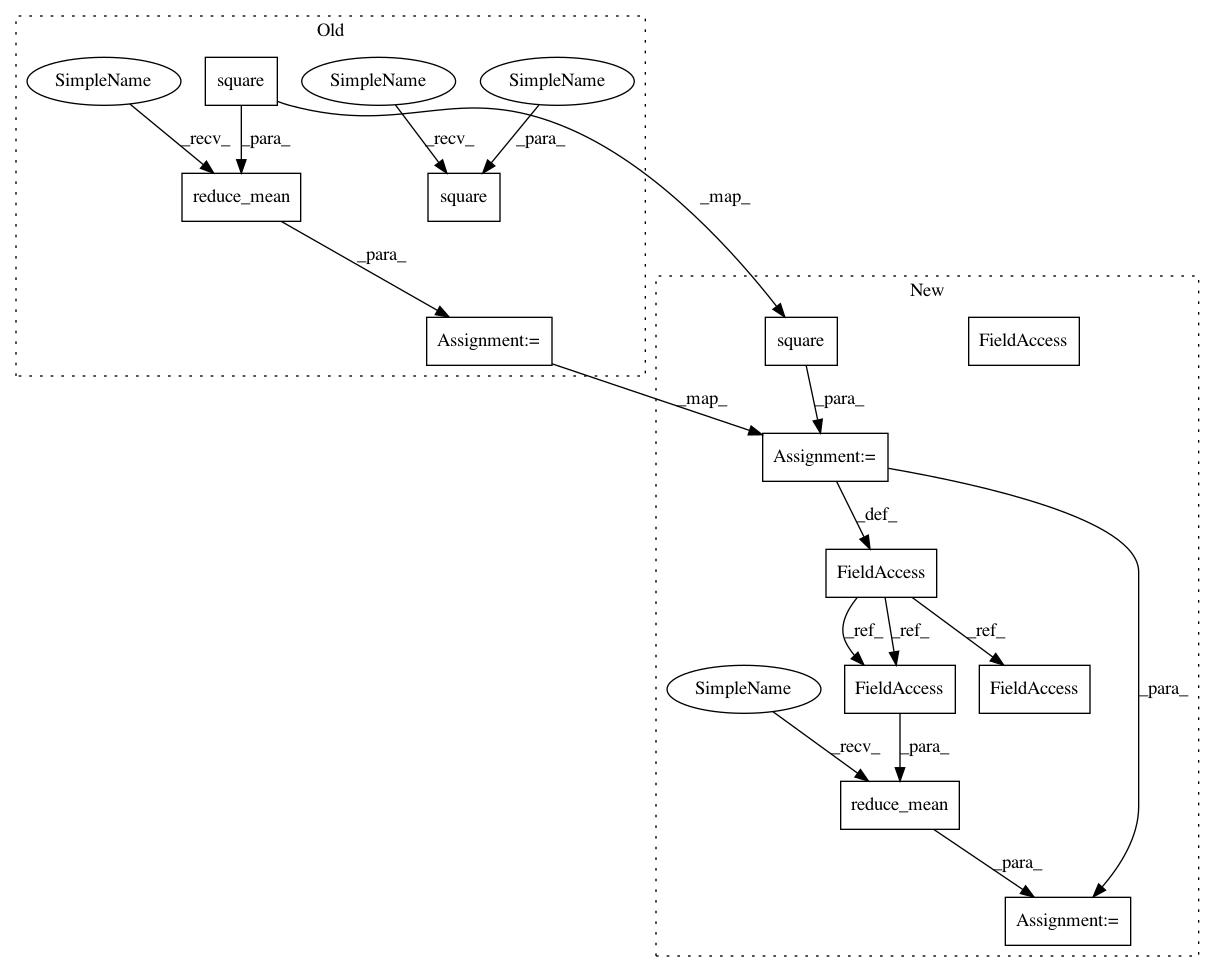 Old
SimpleName
square
SimpleName
SimpleName
_recv_
_para_
_recv_
_para_
reduce_mean
square
_map_
_para_
New
Assignment:=
square
FieldAccess
_map_
_para_
Assignment:=
_def_
FieldAccess
_ref_
_ref_
_ref_
SimpleName
FieldAccess
FieldAccess
_para_
_recv_
_para_
reduce_mean
_para_
Assignment:=